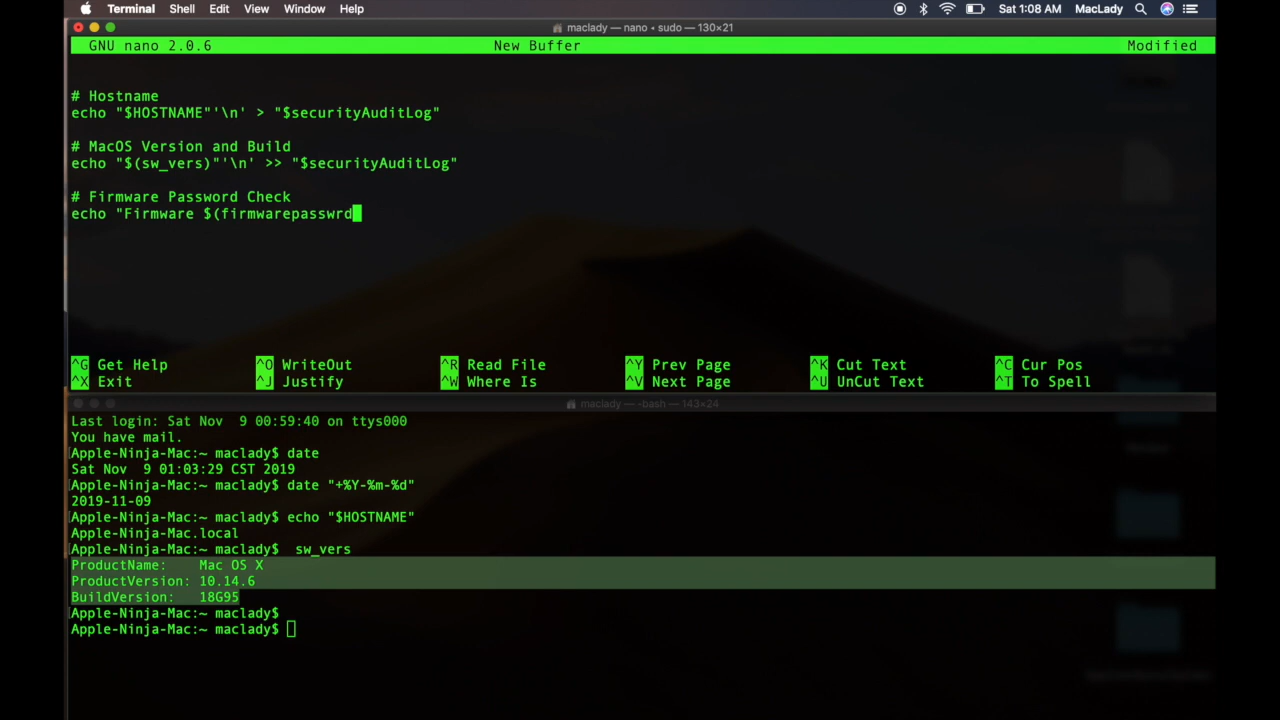 Terminal Shell Edit View Window Help Sat 1:08 AM MacLady
maclady — nano • sudo — 130×21
GNU nano 2.0.6 New Buffer Modified
# Hostname
echo "$HOSTNAME"'\n' > "$securityAuditLog"
# MacOS Version and Build
echo "$(sw_vers)"'\n' >> "$securityAuditLog"
# Firmware Password Check
echo "Firmware $(firmwarepasswrd
^G Get Help ^O WriteOut ^R Read File ^Y Prev Page ^K Cut Text ^C Cur Pos
^X Exit ^J Justify ^W Where Is ^V Next Page ^U UnCut Text ^T To Spell
maclady — -bash — 143×24
Last login: Sat Nov  9 00:59:40 on ttys000
You have mail.
[Apple-Ninja-Mac:~ maclady$ date
Sat Nov  9 01:03:29 CST 2019
[Apple-Ninja-Mac:~ maclady$ date "+%Y-%m-%d"
2019-11-09
[Apple-Ninja-Mac:~ maclady$ echo "$HOSTNAME"
Apple-Ninja-Mac.local
[Apple-Ninja-Mac:~ maclady$  sw_vers
ProductName:    Mac OS X
ProductVersion: 10.14.6
BuildVersion:   18G95
[Apple-Ninja-Mac:~ maclady$
Apple-Ninja-Mac:~ maclady$